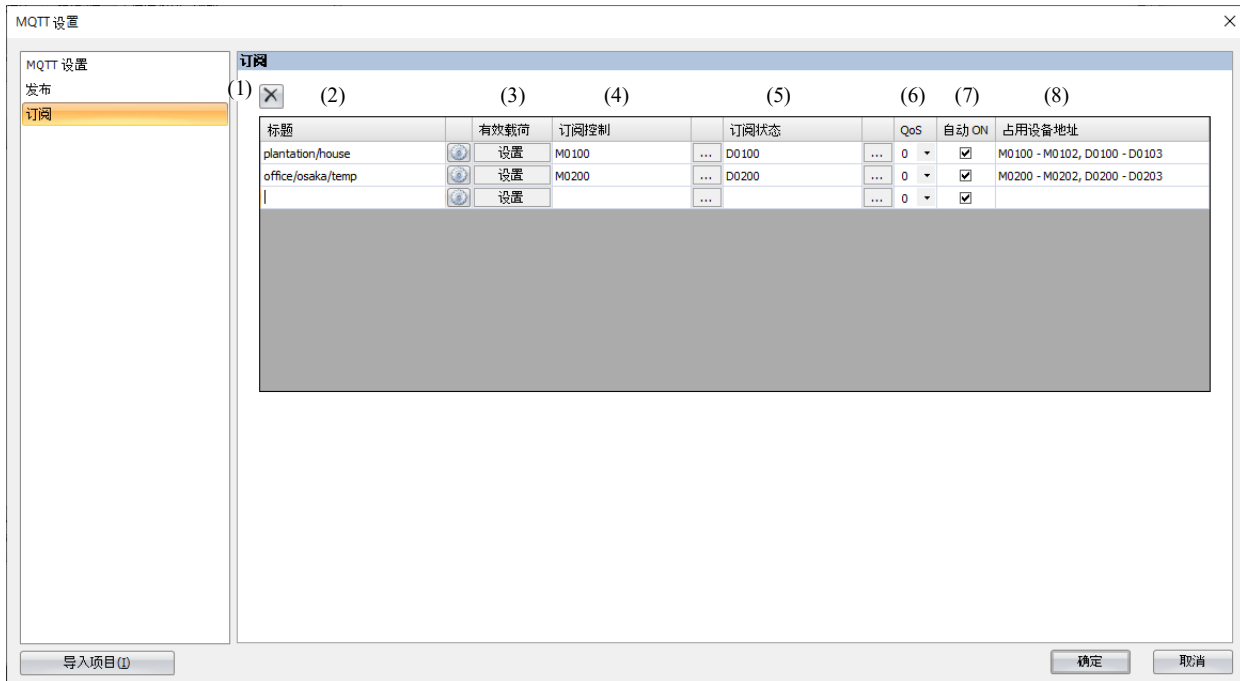 MQTT 设置
MQTT 设置
发布
订阅
订阅
(1) (2) (3) (4) (5) (6) (7) (8)
标题 有效载荷 订阅控制 订阅状态 QoS 自动 ON 占用设备地址
plantation/house 设置 M0100 ... D0100 ... 0 M0100 - M0102, D0100 - D0103
office/osaka/temp 设置 M0200 ... D0200 ... 0 M0200 - M0202, D0200 - D0203
设置 ... ... 0
导入项目(I) 确定 取消